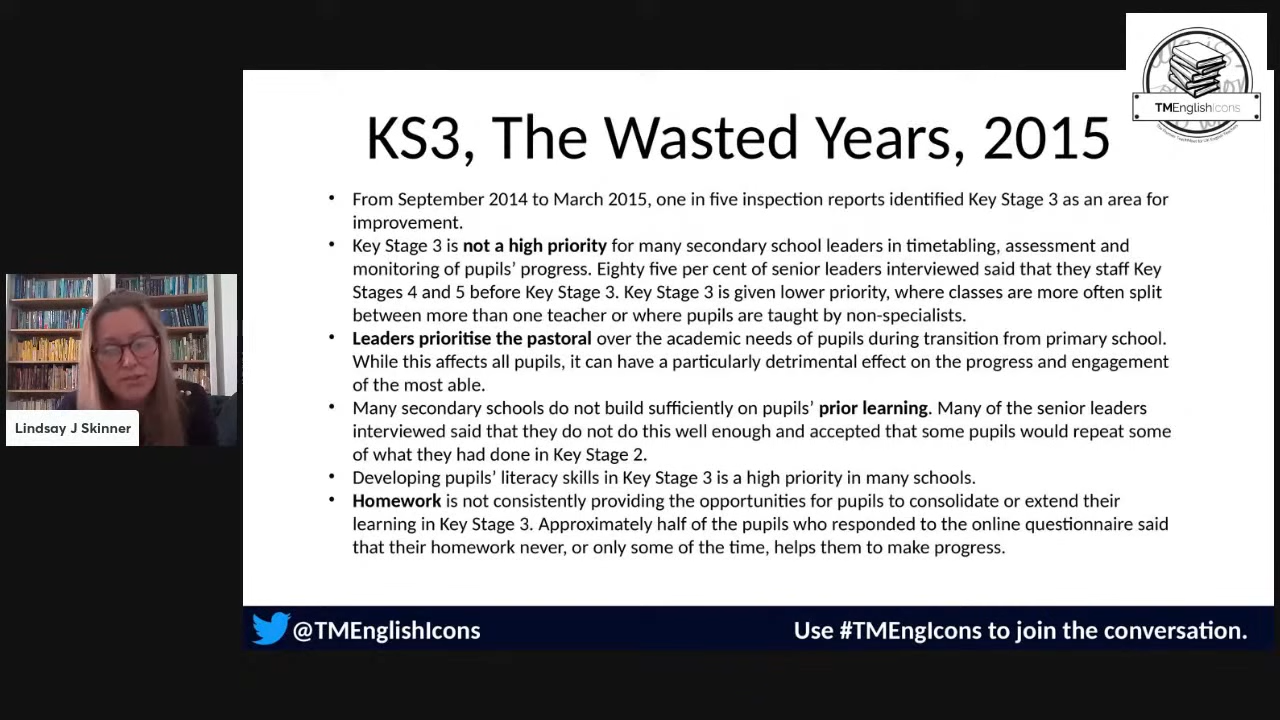 TMEnglishIcons
KS3, The Wasted Years, 2015
• From September 2014 to March 2015, one in five inspection reports identified Key Stage 3 as an area for
improvement.
• Key Stage 3 is not a high priority for many secondary school leaders in timetabling, assessment and
monitoring of pupils’ progress. Eighty five per cent of senior leaders interviewed said that they staff Key
Stages 4 and 5 before Key Stage 3. Key Stage 3 is given lower priority, where classes are more often split
between more than one teacher or where pupils are taught by non-specialists.
• Leaders prioritise the pastoral over the academic needs of pupils during transition from primary school.
While this affects all pupils, it can have a particularly detrimental effect on the progress and engagement
of the most able.
• Many secondary schools do not build sufficiently on pupils’ prior learning. Many of the senior leaders
interviewed said that they do not do this well enough and accepted that some pupils would repeat some
of what they had done in Key Stage 2.
• Developing pupils’ literacy skills in Key Stage 3 is a high priority in many schools.
• Homework is not consistently providing the opportunities for pupils to consolidate or extend their
learning in Key Stage 3. Approximately half of the pupils who responded to the online questionnaire said
that their homework never, or only some of the time, helps them to make progress.
Lindsay J Skinner
@TMEnglishIcons
Use #TMEngIcons to join the conversation.